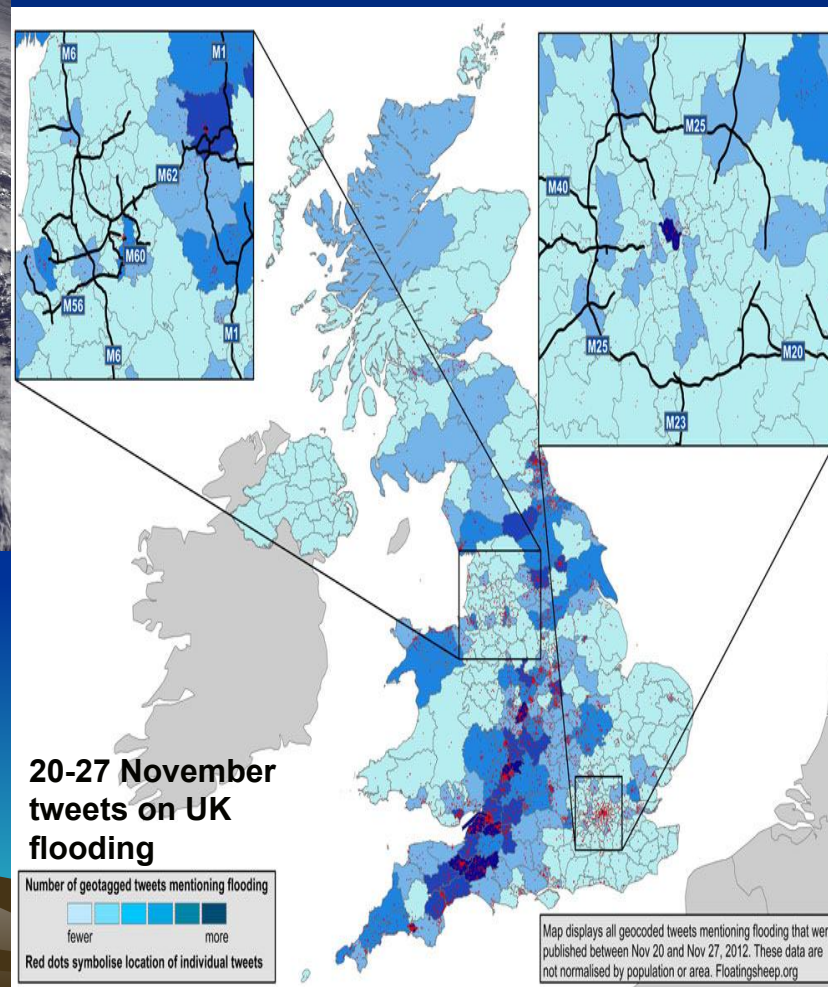 M6
M1
M62
M60
M56
M6
M1
M25
M40
M25
M20
M23
20-27 November
tweets on UK
flooding
Number of geotagged tweets mentioning flooding
fewer more
Red dots symbolise location of individual tweets
Map displays all geocoded tweets mentioning flooding that wer
published between Nov 20 and Nov 27, 2012. These data are
not normalised by population or area. Floatingsheep.org